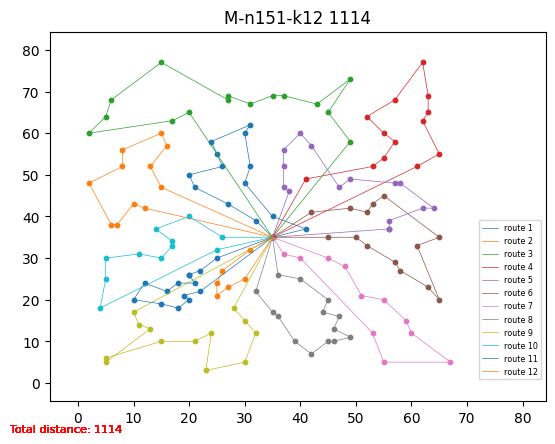 M-n151-k12 1114
80
70
60
50
40
30
20
10
0
0 10 20 30 40 50 60 70 80
route 1
route 2
route 3
route 4
route 5
route 6
route 7
route 8
route 9
route 10
route 11
route 12
Total distance: 1114